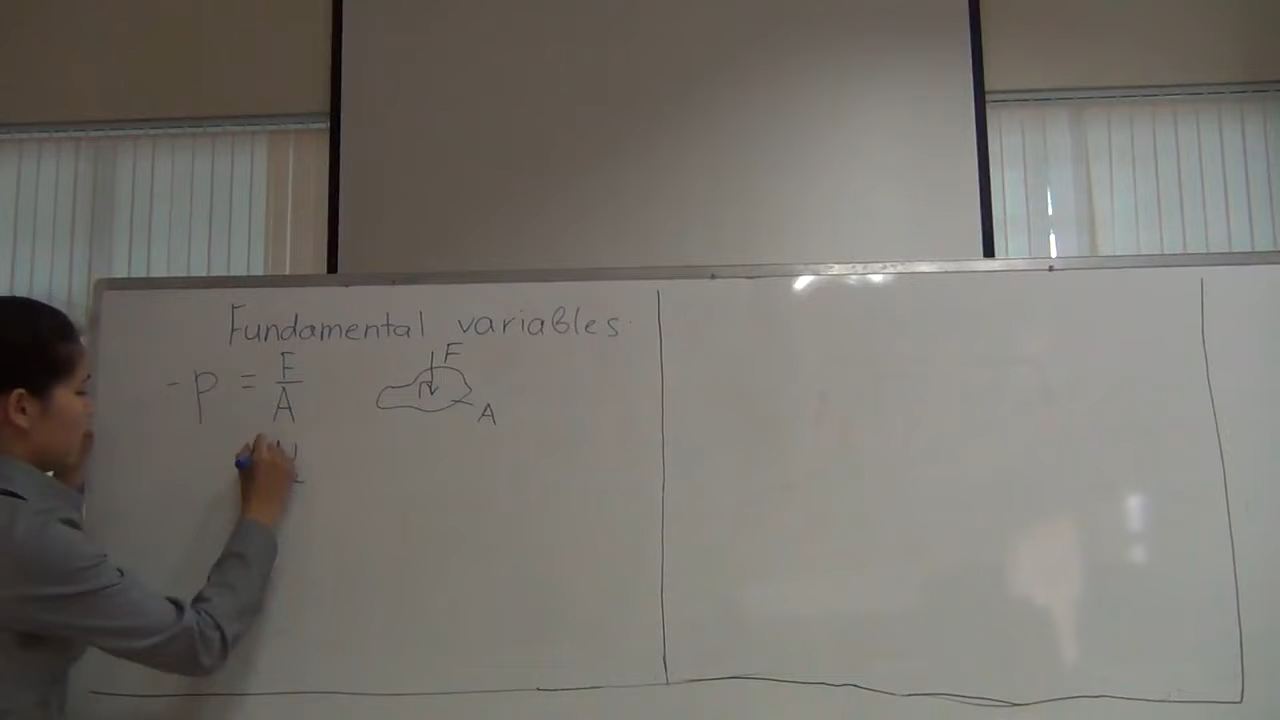 Fundamental variables
- p = F/A
F
A